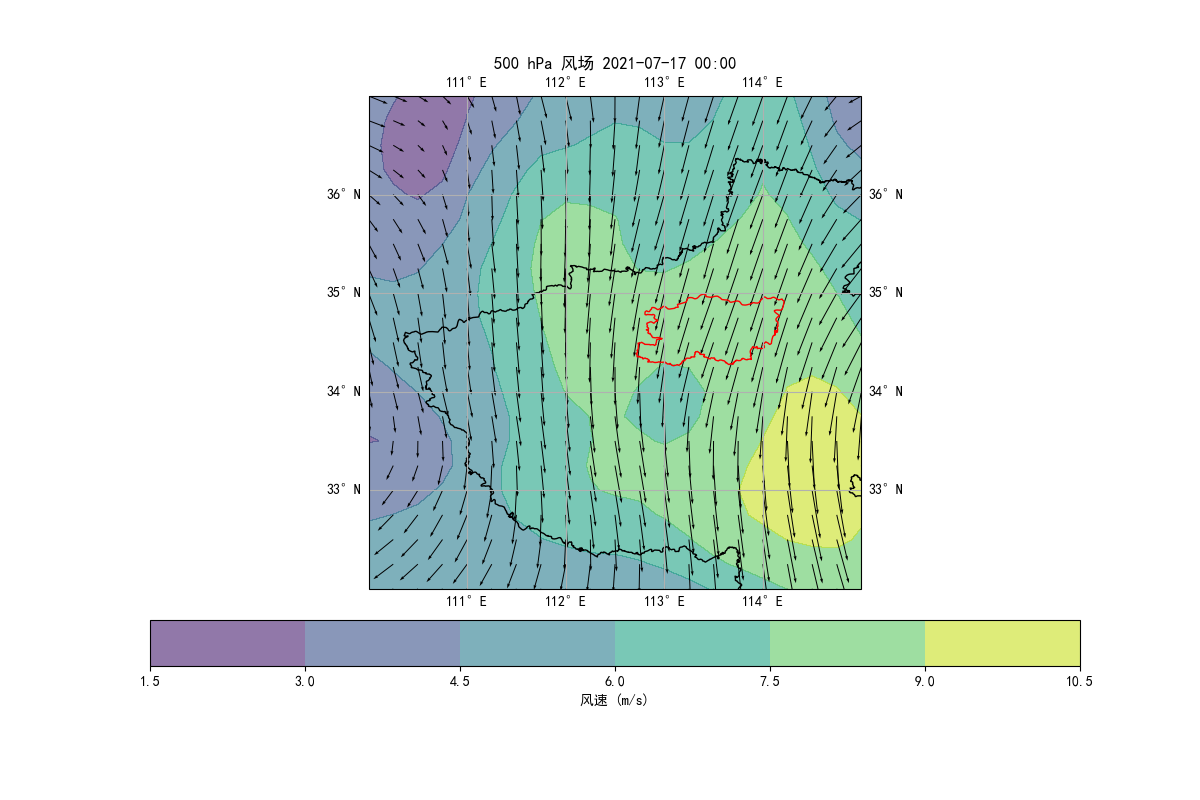 500 hPa 风场 2021-07-17 00:00
111° E 112° E 113° E 114° E
36° N 36° N
35° N 35° N
34° N 34° N
33° N 33° N
111° E 112° E 113° E 114° E
1.5 3.0 4.5 6.0 7.5 9.0 10.5
风速 (m/s)